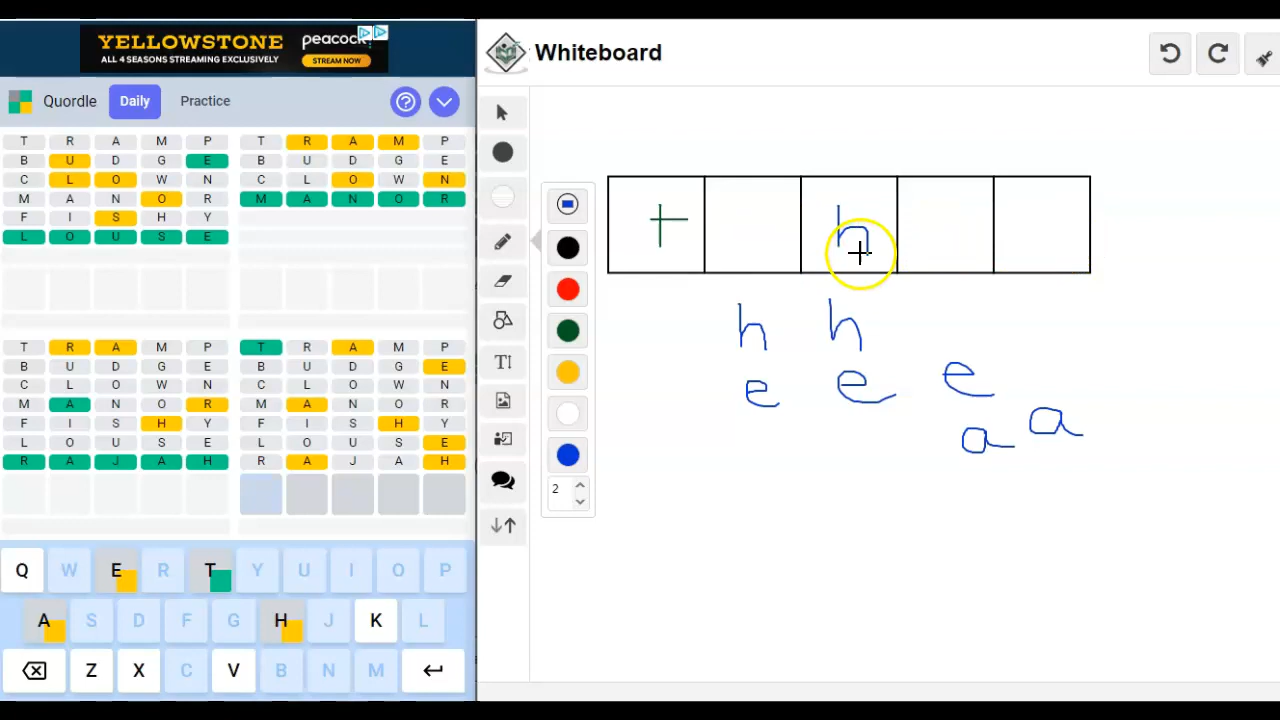 YELLOWSTONE
ALL 4 SEASONS STREAMING EXCLUSIVELY
peacock
STREAM NOW
Quordle Daily Practice
T R A M P
B U D G E
C L O W N
M A N O R
F I S H Y
L O U S E
T R A M P
B U D G E
C L O W N
M A N O R
T R A M P
B U D G E
C L O W N
M A N O R
F I S H Y
L O U S E
R A J A H
T R A M P
B U D G E
C L O W N
M A N O R
F I S H Y
L O U S E
R A J A H
Q W E R T Y U I O P
A S D F G H J K L
Z X C V B N M
Whiteboard
T!
2
t h
h h
e e e
a a